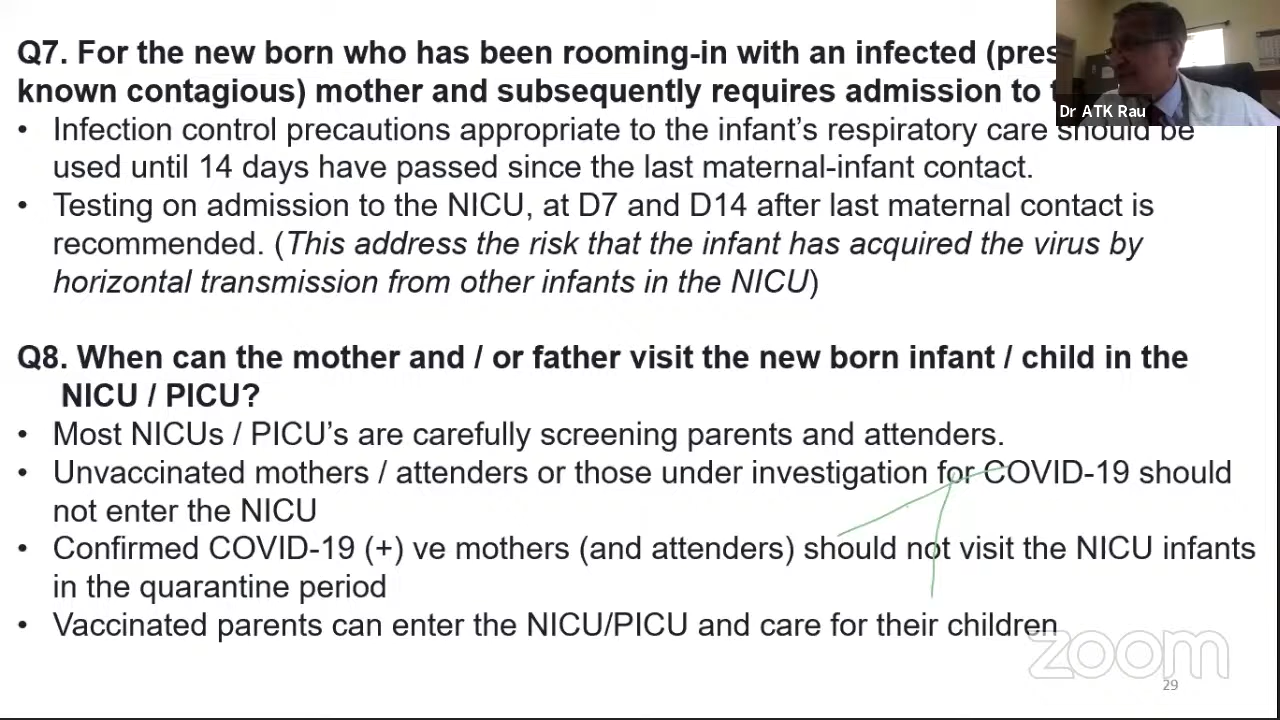 Q7. For the new born who has been rooming-in with an infected
known contagious) mother and subsequently requires admission to
• Infection control precautions appropriate to the infant's respiratory care should be
used until 14 days have passed since the last maternal-infant contact.
• Testing on admission to the NICU, at D7 and D14 after last maternal contact is
recommended. (This address the risk that the infant has acquired the virus by
horizontal transmission from other infants in the NICU)
Q8. When can the mother and / or father visit the new born infant / child in the
NICU / PICU?
• Most NICUs / PICU's are carefully screening parents and attenders.
• Unvaccinated mothers / attenders or those under investigation for COVID-19 should
not enter the NICU
• Confirmed COVID-19 (+) ve mothers (and attenders) should not visit the NICU infants
in the quarantine period
• Vaccinated parents can enter the NICU/PICU and care for their children
Dr ATK Rau
zoom
29